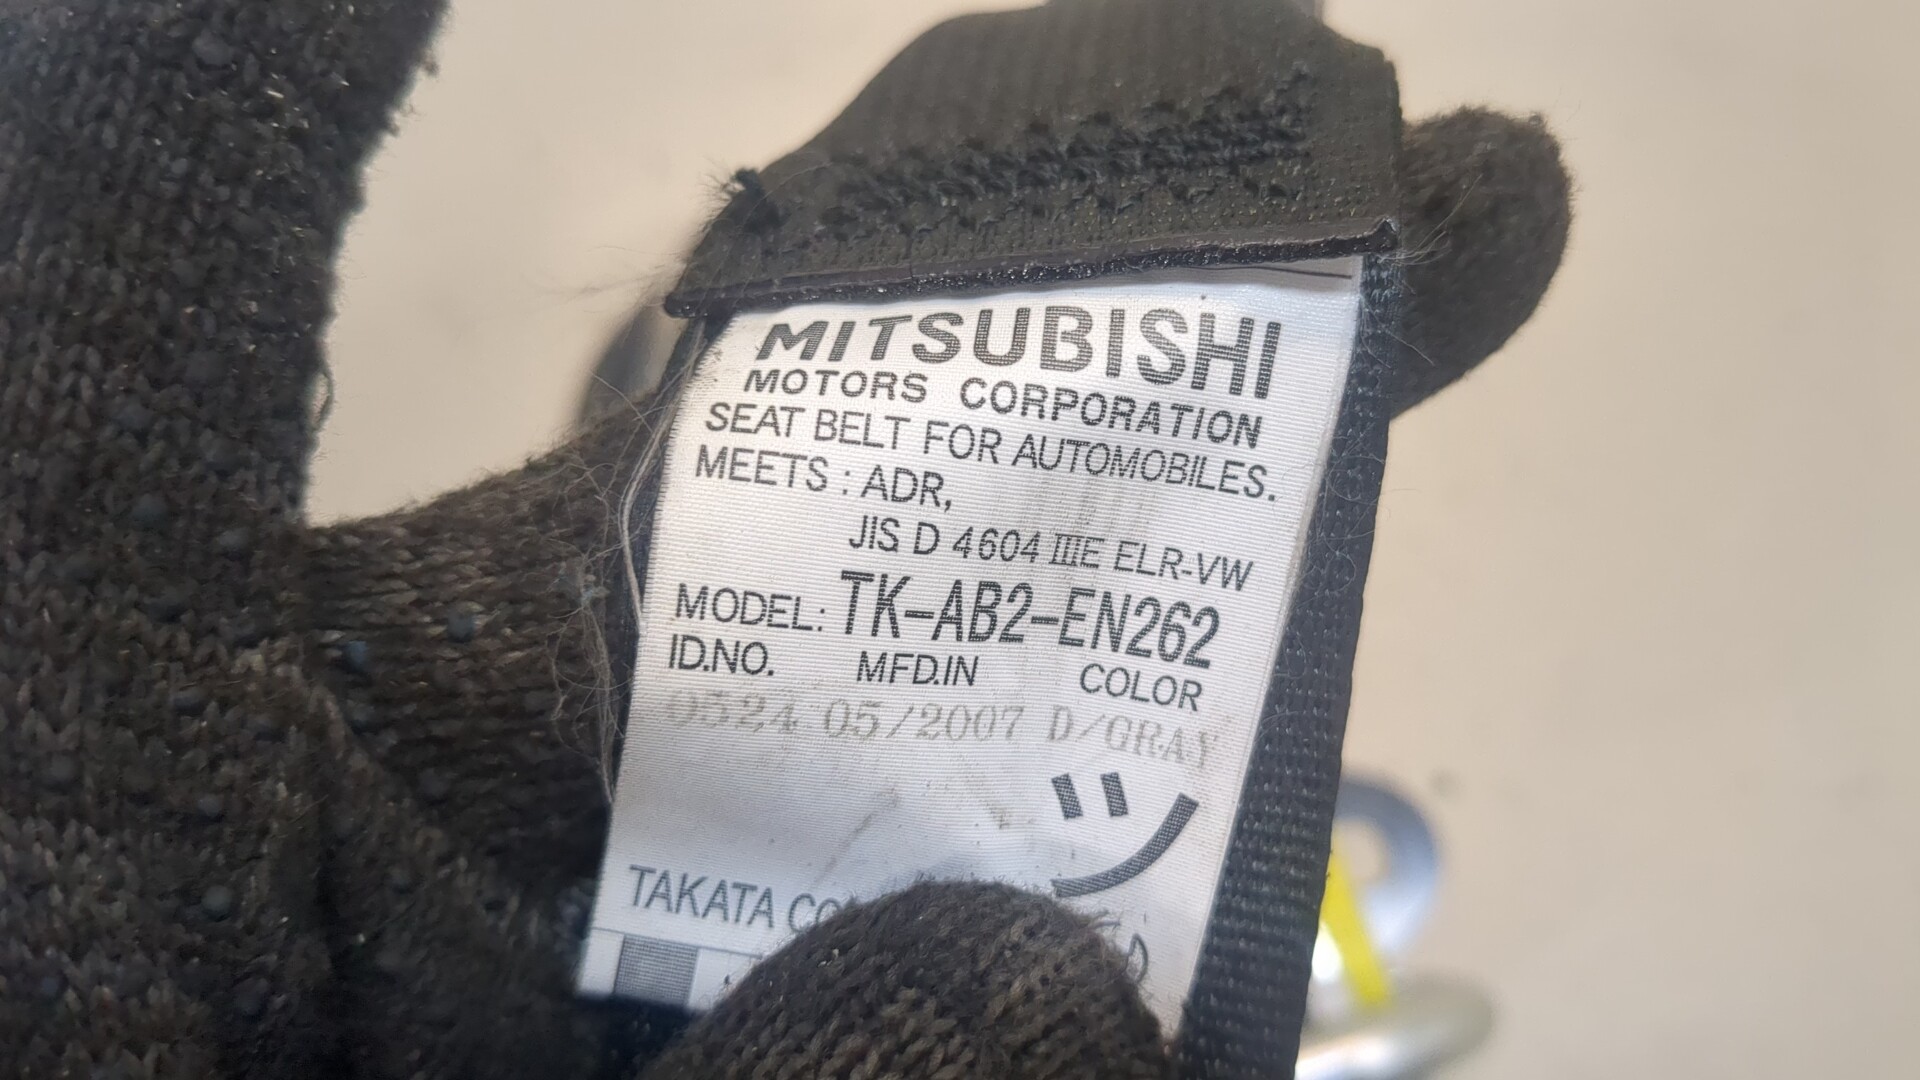 MITSUBISHI
MOTORS CORPORATION
SEAT BELT FOR AUTOMOBILES.
MEETS : ADR,
JIS D 4604 IIIE ELR-VW
MODEL: TK-AB2-EN262
ID.NO. MFD.IN COLOR
0524 05/2007 D/GRAY
TAKATA